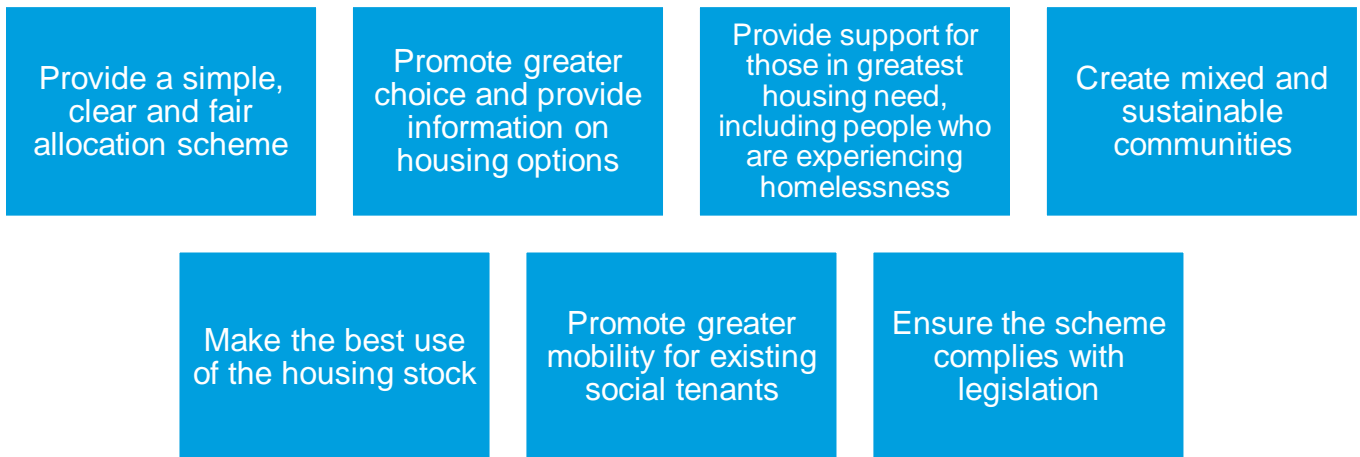 Provide a simple,
clear and fair
allocation scheme
Promote greater
choice and provide
information on
housing options
Provide support for
those in greatest
housing need,
including people who
are experiencing
homelessness
Create mixed and
sustainable
communities
Make the best use
of the housing stock
Promote greater
mobility for existing
social tenants
Ensure the scheme
complies with
legislation